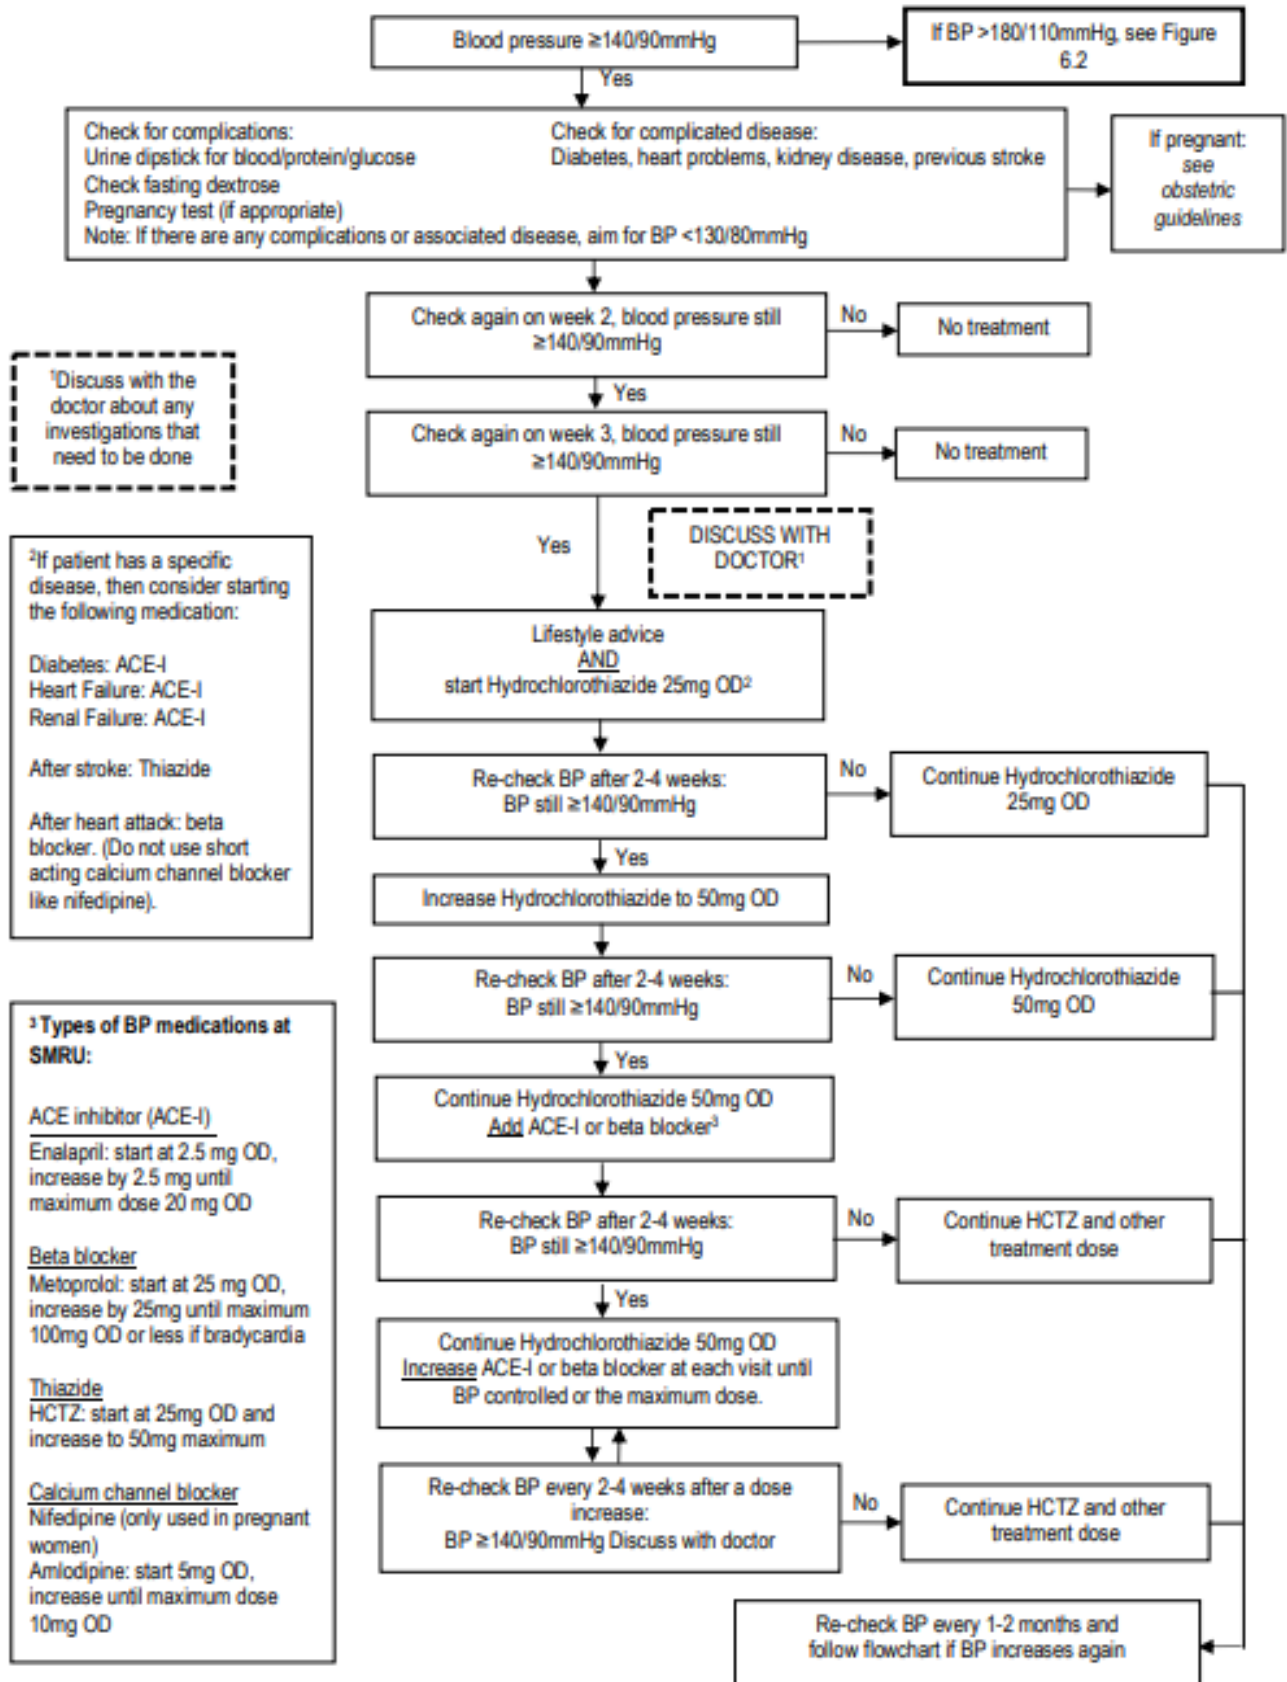 Blood pressure ≥140/90mmHg
If BP >180/110mmHg, see Figure
6.2
Yes
Check for complications:
Urine dipstick for blood/protein/glucose
Check fasting dextrose
Pregnancy test (if appropriate)
Note: If there are any complications or associated disease, aim for BP <130/80mmHg
Check for complicated disease:
Diabetes, heart problems, kidney disease, previous stroke
If pregnant:
see
obstetric
guidelines
Check again on week 2, blood pressure still
≥140/90mmHg
No
No treatment
Yes
¹Discuss with the
doctor about any
investigations that
need to be done
Check again on week 3, blood pressure still
≥140/90mmHg
No
No treatment
Yes
DISCUSS WITH
DOCTOR¹
²If patient has a specific
disease, then consider starting
the following medication:
Diabetes: ACE-I
Heart Failure: ACE-I
Renal Failure: ACE-I
After stroke: Thiazide
After heart attack: beta
blocker. (Do not use short
acting calcium channel blocker
like nifedipine).
Lifestyle advice
AND
start Hydrochlorothiazide 25mg OD²
Re-check BP after 2-4 weeks:
BP still ≥140/90mmHg
No
Continue Hydrochlorothiazide
25mg OD
Yes
Increase Hydrochlorothiazide to 50mg OD
Re-check BP after 2-4 weeks:
BP still ≥140/90mmHg
No
Continue Hydrochlorothiazide
50mg OD
Yes
³ Types of BP medications at
SMRU:
ACE inhibitor (ACE-I)
Enalapril: start at 2.5 mg OD,
increase by 2.5 mg until
maximum dose 20 mg OD
Beta blocker
Metoprolol: start at 25 mg OD,
increase by 25mg until maximum
100mg OD or less if bradycardia
Thiazide
HCTZ: start at 25mg OD and
increase to 50mg maximum
Calcium channel blocker
Nifedipine (only used in pregnant
women)
Amlodipine: start 5mg OD,
increase until maximum dose
10mg OD
Continue Hydrochlorothiazide 50mg OD
Add ACE-I or beta blocker³
Re-check BP after 2-4 weeks:
BP still ≥140/90mmHg
No
Continue HCTZ and other
treatment dose
Yes
Continue Hydrochlorothiazide 50mg OD
Increase ACE-I or beta blocker at each visit until
BP controlled or the maximum dose.
Re-check BP every 2-4 weeks after a dose
increase:
BP ≥140/90mmHg Discuss with doctor
No
Continue HCTZ and other
treatment dose
Re-check BP every 1-2 months and
follow flowchart if BP increases again